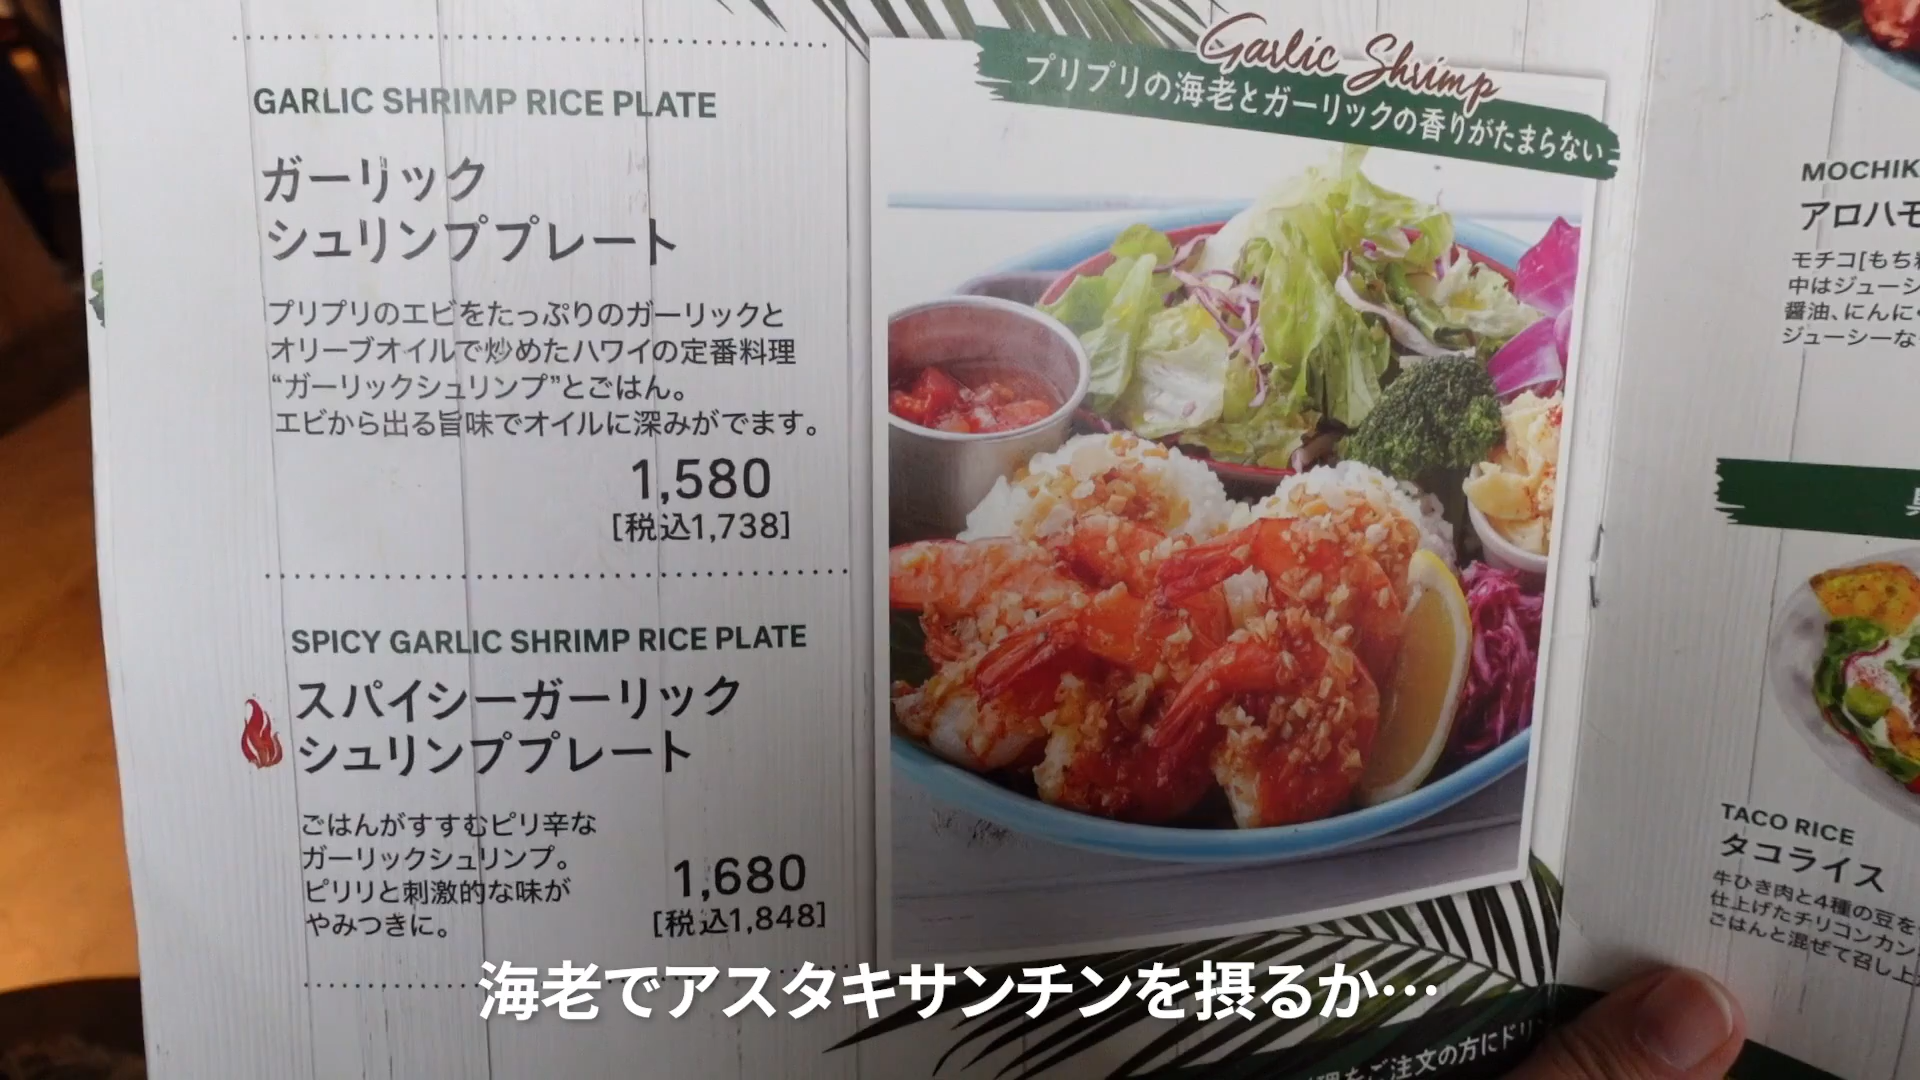 GARLIC SHRIMP RICE PLATE
ガーリック
シュリンププレート
プリプリのエビをたっぷりのガーリックと
オリーブオイルで炒めたハワイの定番料理
“ガーリックシュリンプ”とごはん。
エビから出る旨味でオイルに深みがでます。
1,580
[税込1,738]
SPICY GARLIC SHRIMP RICE PLATE
スパイシーガーリック
シュリンププレート
ごはんがすすむピリ辛な
ガーリックシュリンプ。
ピリリと刺激的な味が
やみつきに。
1,680
[税込1,848]
Garlic Shrimp
プリプリの海老とガーリックの香りがたまらない
MOCHIK
アロハモ
モチコ[もち
中はジューシ
醤油、にんにく
ジューシーな
TACO RICE
タコライス
牛ひき肉と4種の豆を
仕上げたチリコンカン
ごはんと混ぜて召し上
をご注文の方にドリ
海老でアスタキサンチンを摂るか…